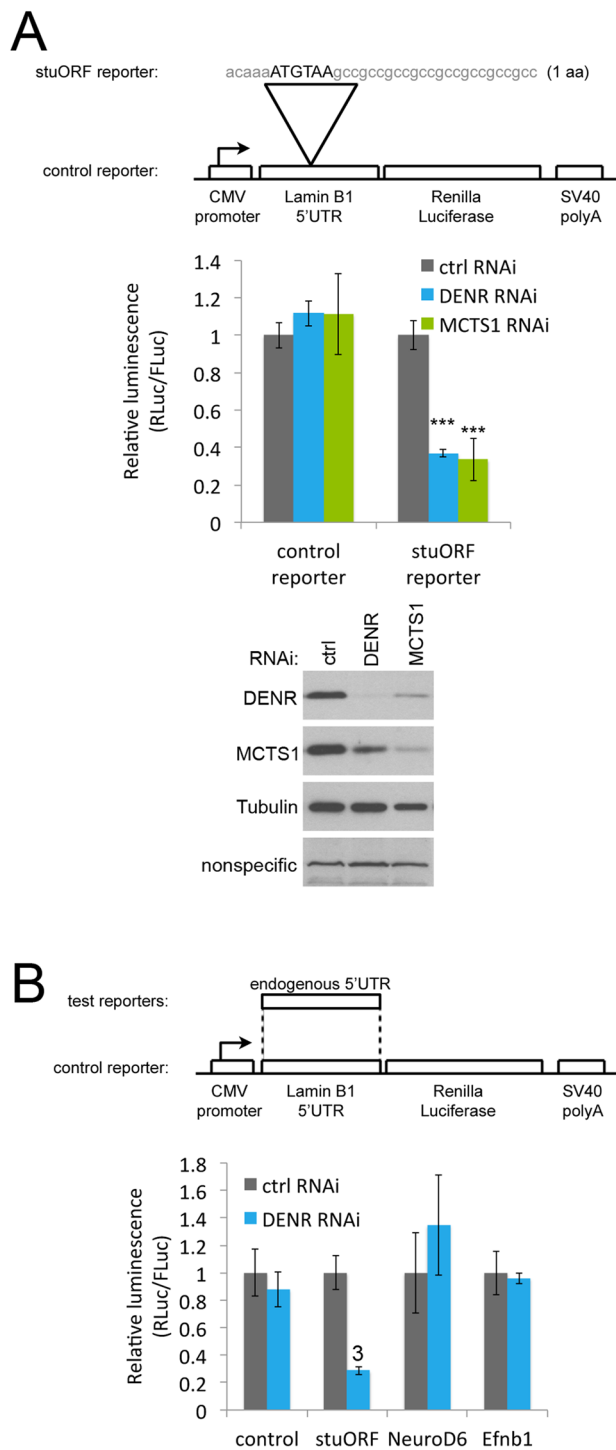 A
stuORF reporter: acaaaATGTAAgccgccgccgccgccgccgccgcc (1 aa)
control reporter:
CMV promoter
Lamin B1 5'UTR
Renilla Luciferase
SV40 polyA
Relative luminescence (RLuc/FLuc)
1.4
1.2
1
0.8
0.6
0.4
0.2
0
ctrl RNAi
DENR RNAi
MCTS1 RNAi
*** ***
control reporter
stuORF reporter
RNAi: ctrl DENR MCTS1
DENR
MCTS1
Tubulin
nonspecific
B
endogenous 5'UTR
test reporters:
control reporter:
CMV promoter
Lamin B1 5'UTR
Renilla Luciferase
SV40 polyA
Relative luminescence (RLuc/FLuc)
1.8
1.6
1.4
1.2
1
0.8
0.6
0.4
0.2
0
ctrl RNAi
DENR RNAi
3
control stuORF NeuroD6 Efnb1